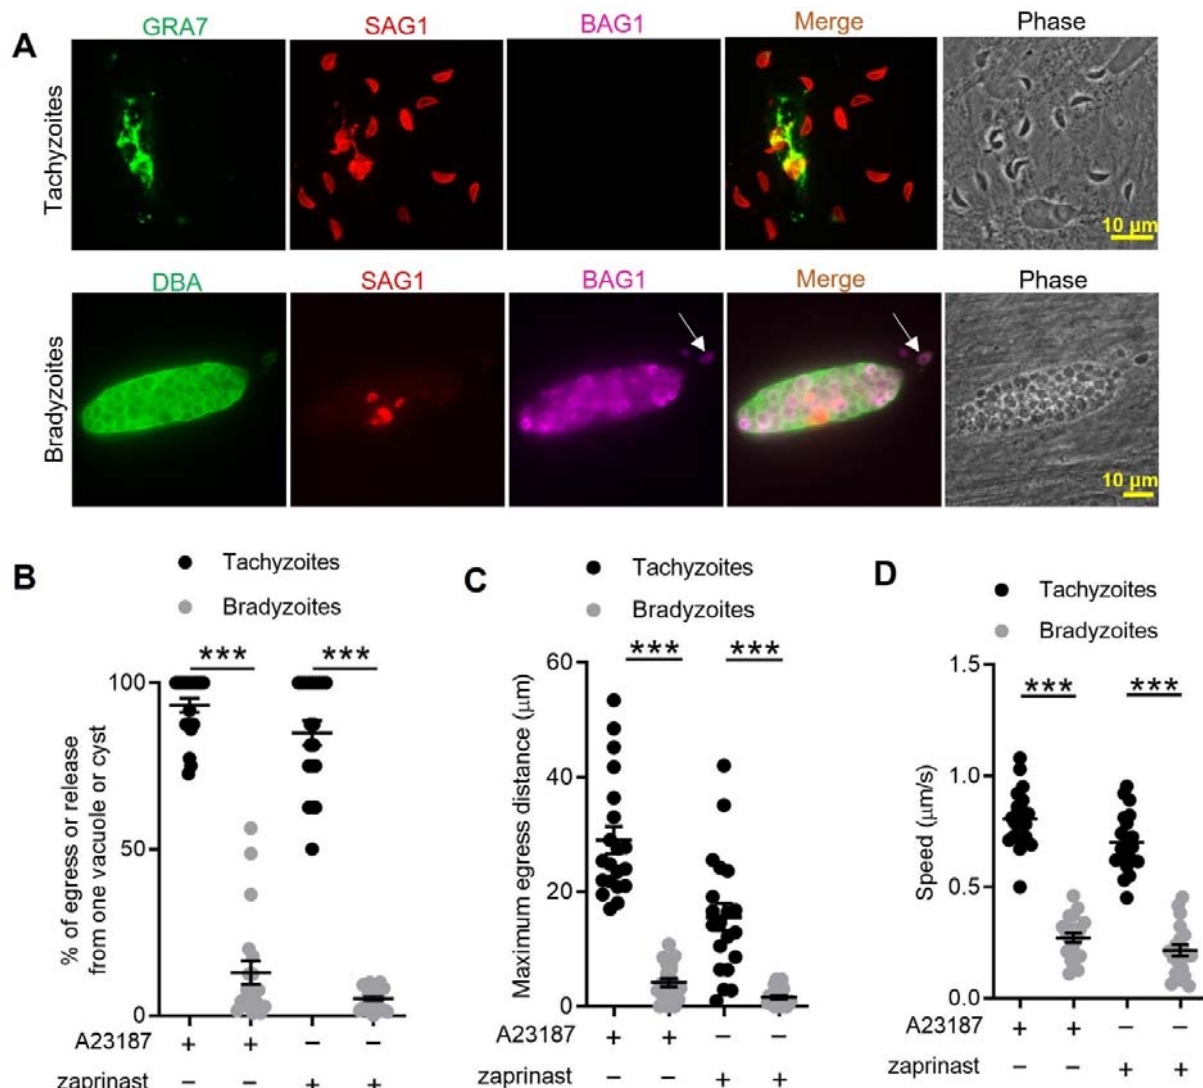 A
GRA7 SAG1 BAG1 Merge Phase
Tachyzoites
10 μm
DBA SAG1 BAG1 Merge Phase
Bradyzoites
10 μm
B
Tachyzoites
Bradyzoites
*** ***
% of egress or release
from one vacuole or cyst
100
50
0
A23187 + + – –
zaprinast – – + +
C
Tachyzoites
Bradyzoites
*** ***
Maximum egress distance (μm)
60
40
20
0
A23187 + + – –
zaprinast – – + +
D
Tachyzoites
Bradyzoites
*** ***
Speed (μm/s)
1.5
1.0
0.5
0.0
A23187 + + – –
zaprinast – – + +